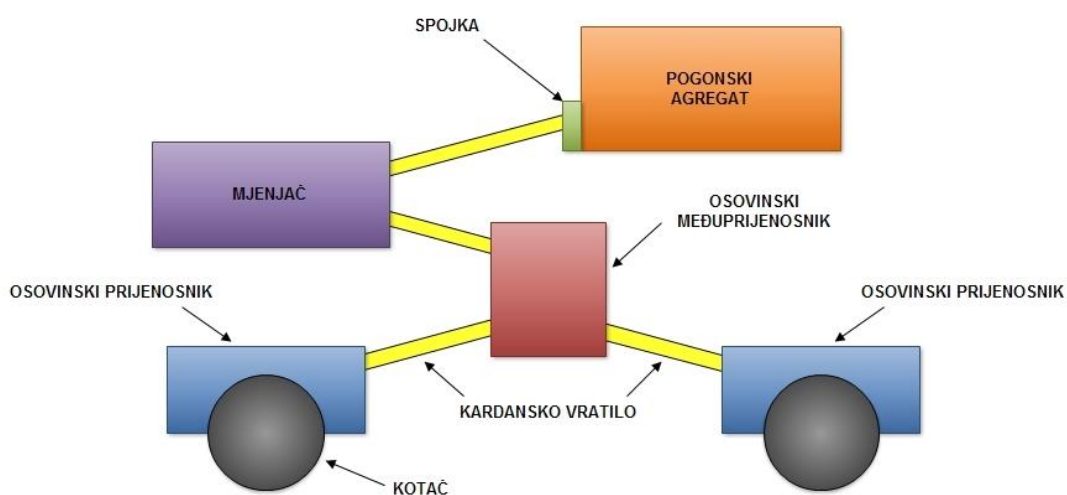 SPOJKA
POGONSKI
AGREGAT
MJENJAČ
OSOVINSKI
MEĐUPRIJENOSNIK
OSOVINSKI PRIJENOSNIK
OSOVINSKI PRIJENOSNIK
KARDANSKO VRATILO
KOTAČ